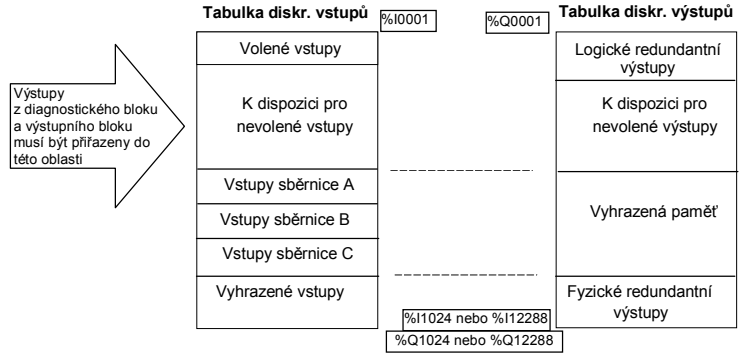 Tabulka diskr. vstupů
%I0001
%Q0001
Tabulka diskr. výstupů
Volené vstupy
Logické redundantní
výstupy
Výstupy
z diagnostického bloku
a výstupního bloku
musí být přiřazeny do
této oblasti
K dispozici pro
nevolené vstupy
K dispozici pro
nevolené výstupy
Vstupy sběrnice A
Vstupy sběrnice B
Vstupy sběrnice C
Vyhrazená paměť
Vyhrazené vstupy
Fyzické redundantní
výstupy
%I1024 nebo %I12288
%Q1024 nebo %Q12288